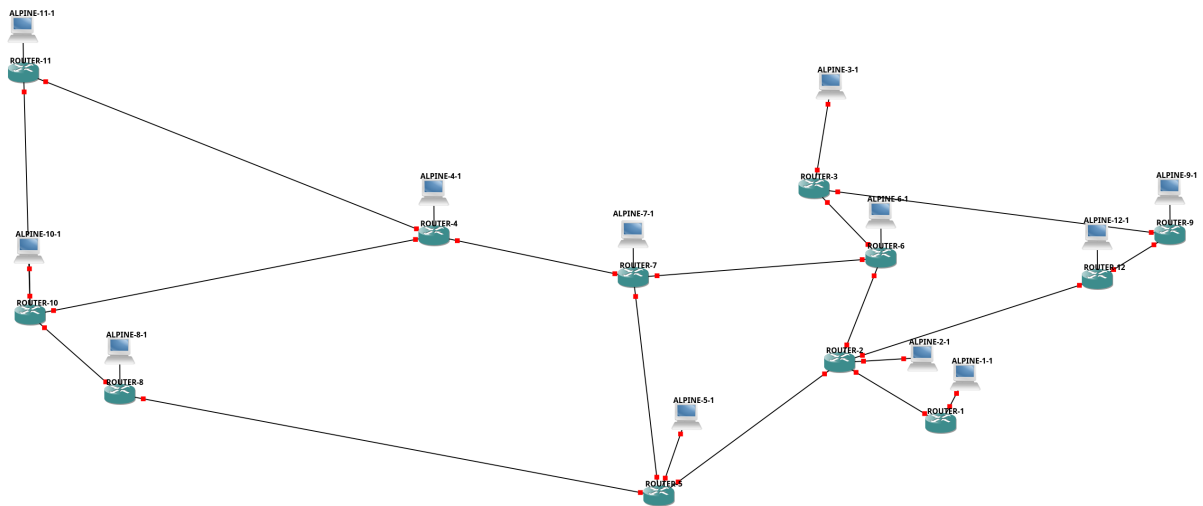 ALPINE-11-1
ROUTER-11
ALPINE-3-1
ALPINE-4-1
ROUTER-3
ALPINE-9-1
ALPINE-6-1
ALPINE-7-1
ROUTER-4
ALPINE-12-1
ROUTER-9
ALPINE-10-1
ROUTER-6
ROUTER-7
ROUTER-12
ROUTER-10
ALPINE-8-1
ALPINE-2-1
ROUTER-2
ALPINE-1-1
ROUTER-8
ALPINE-5-1
ROUTER-1
ROUTER-5